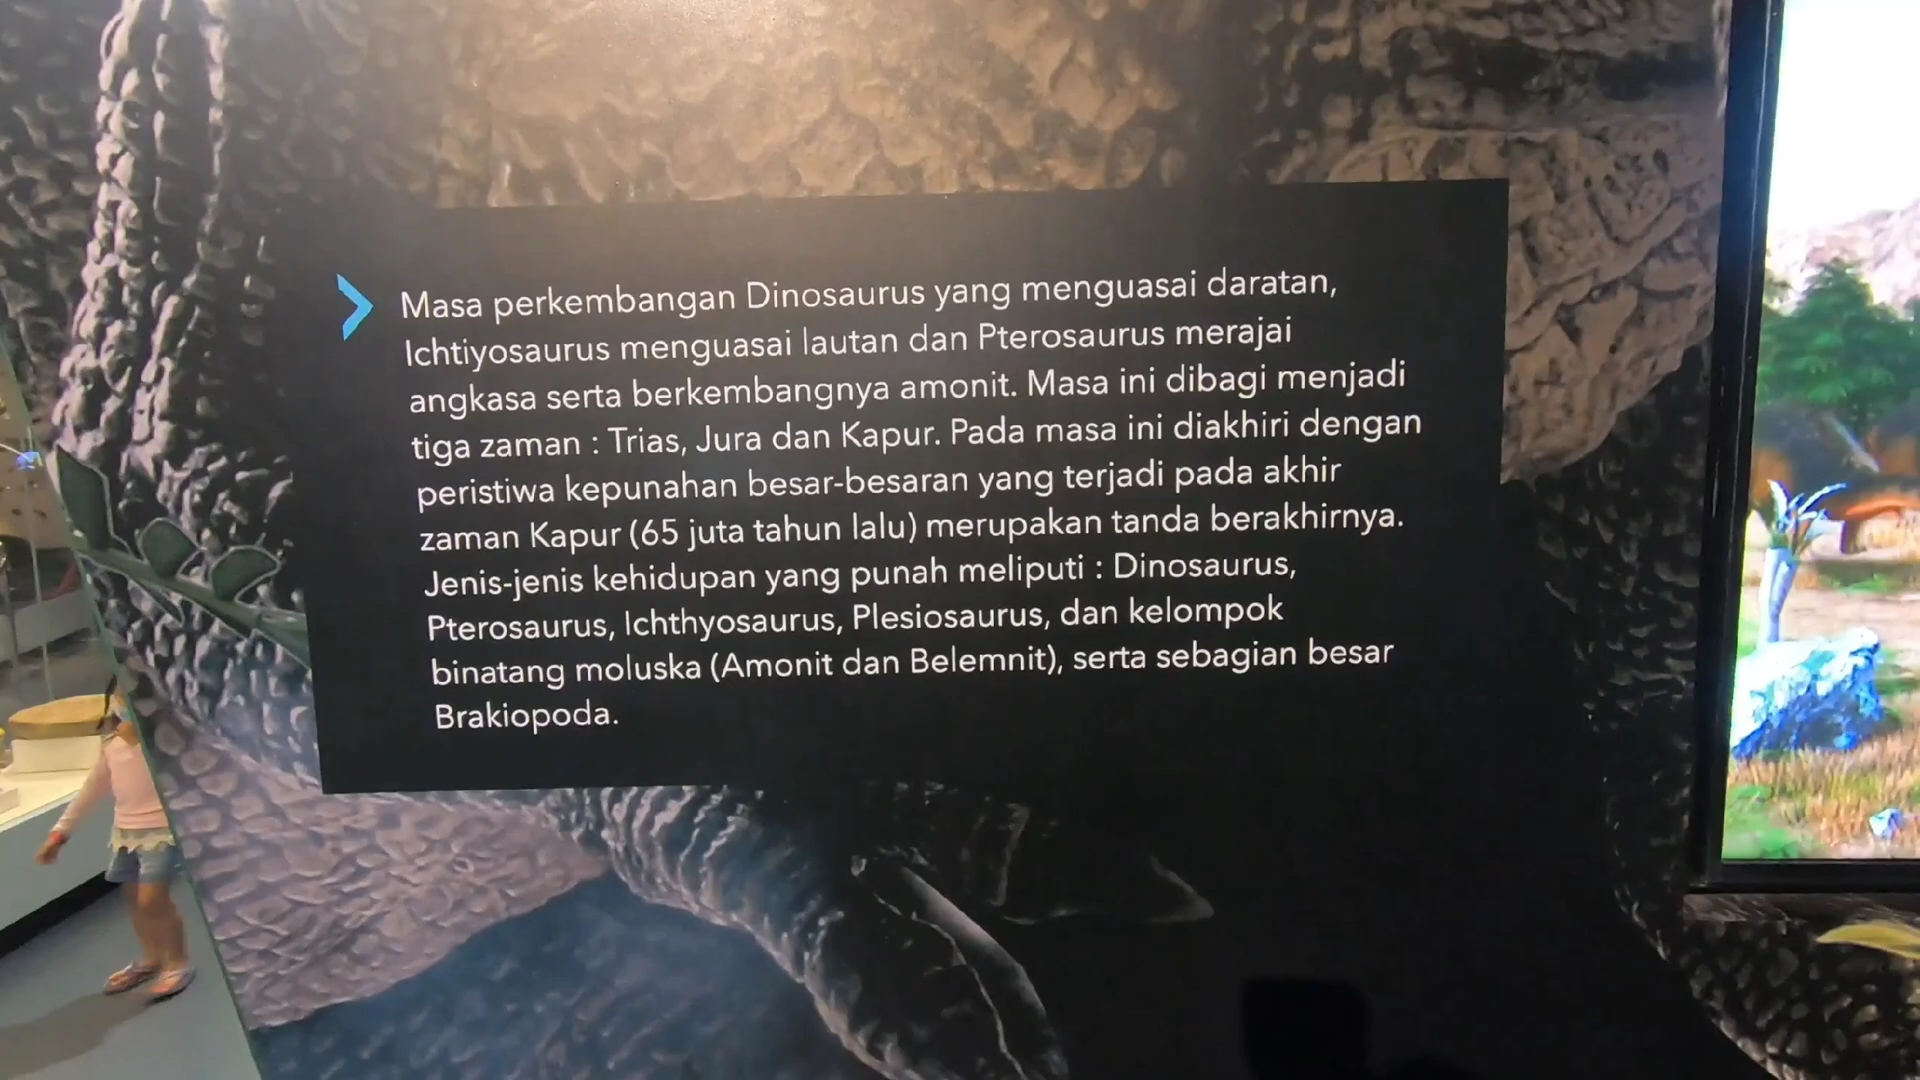 Masa perkembangan Dinosaurus yang menguasai daratan,
Ichtiyosaurus menguasai lautan dan Pterosaurus merajai
angkasa serta berkembangnya amonit. Masa ini dibagi menjadi
tiga zaman : Trias, Jura dan Kapur. Pada masa ini diakhiri dengan
peristiwa kepunahan besar-besaran yang terjadi pada akhir
zaman Kapur (65 juta tahun lalu) merupakan tanda berakhirnya.
Jenis-jenis kehidupan yang punah meliputi : Dinosaurus,
Pterosaurus, Ichthyosaurus, Plesiosaurus, dan kelompok
binatang moluska (Amonit dan Belemnit), serta sebagian besar
Brakiopoda.